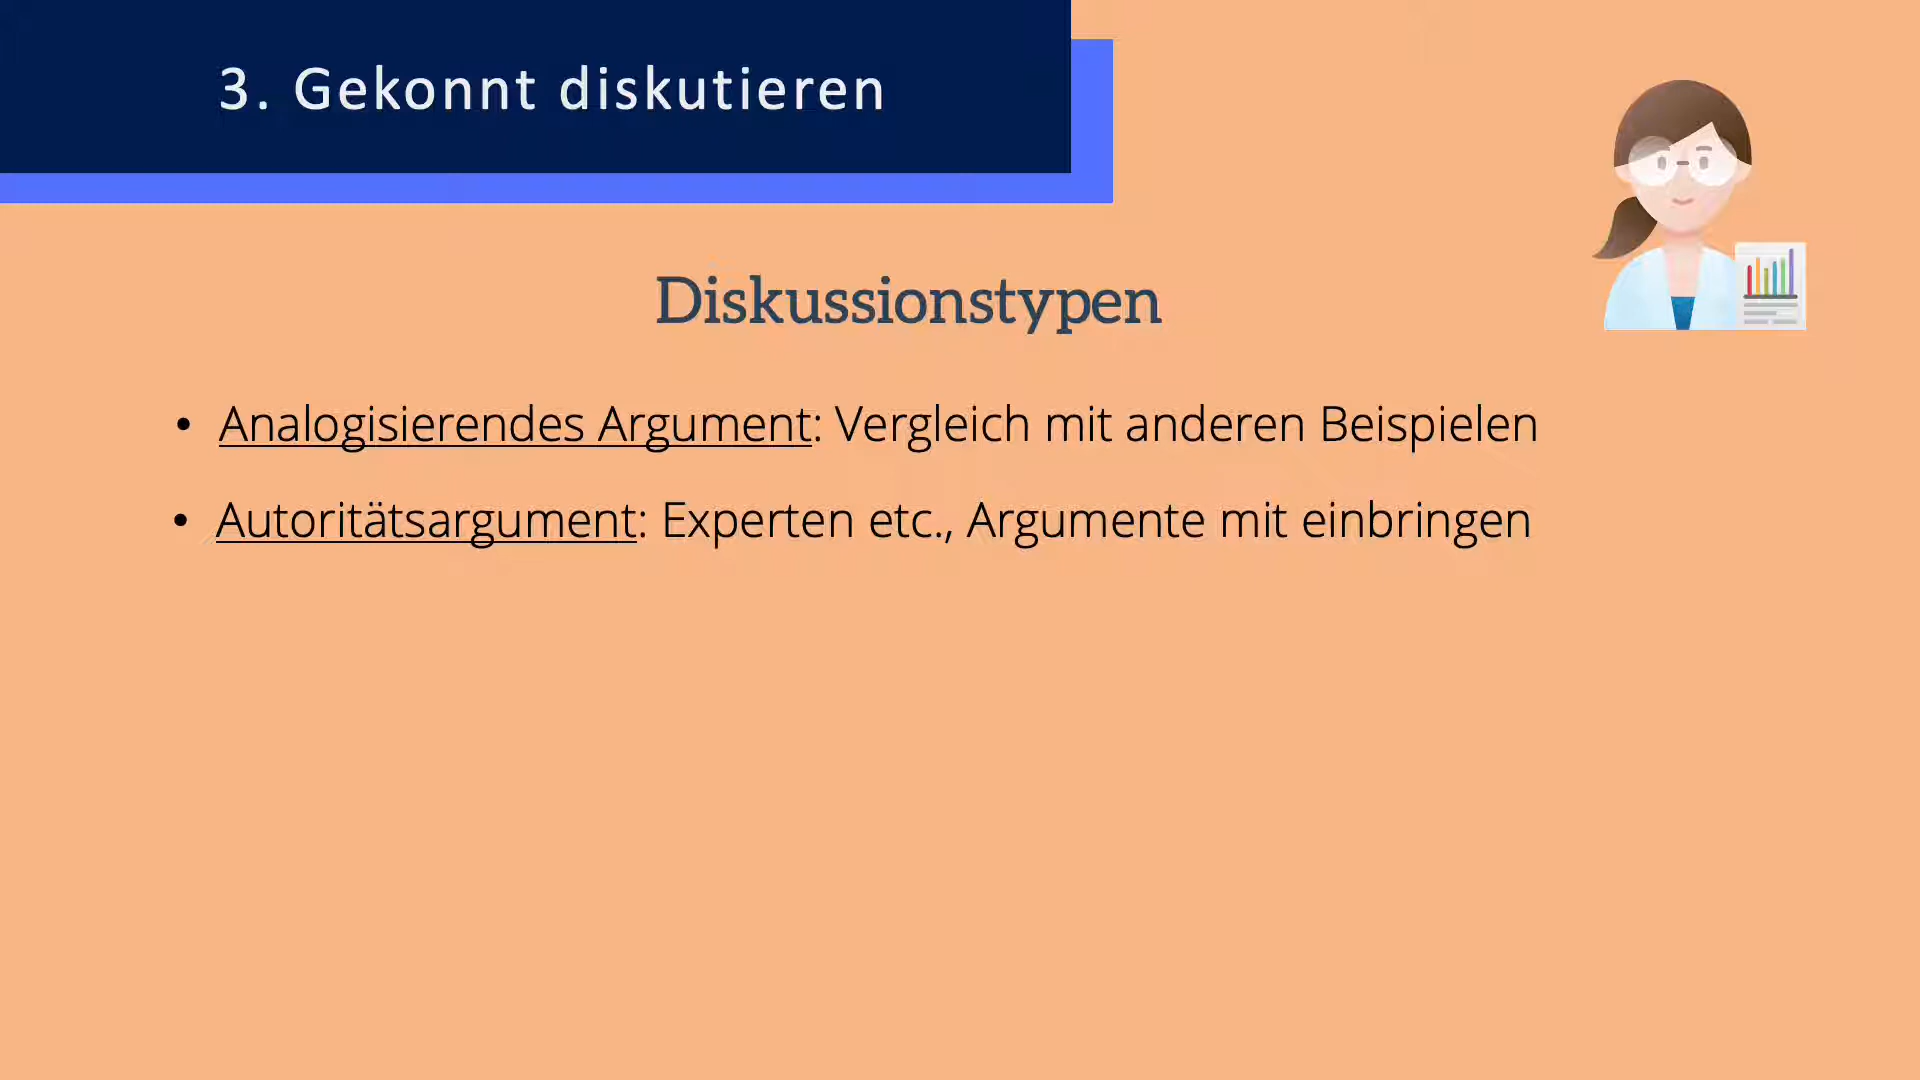 3. Gekonnt diskutieren
Diskussionstypen
• Analogisierendes Argument: Vergleich mit anderen Beispielen
• Autoritätsargument: Experten etc., Argumente mit einbringen